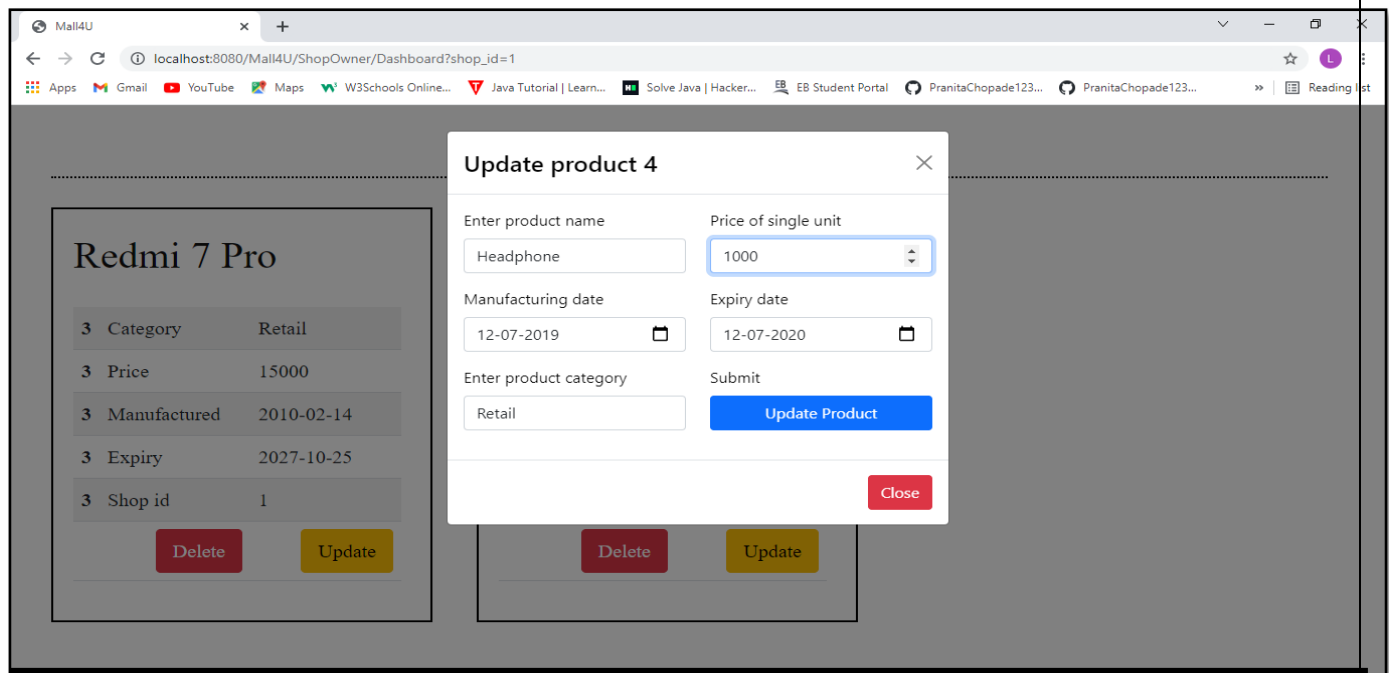 Mall4U
localhost:8080/Mall4U/ShopOwner/Dashboard?shop_id=1
L
Apps Gmail YouTube Maps W3Schools Online... Java Tutorial | Learn... Solve Java | Hacker... EB Student Portal PranitaChopade123... PranitaChopade123... » Reading list
Update product 4
Enter product name Price of single unit
Headphone 1000
Manufacturing date Expiry date
12-07-2019 12-07-2020
Enter product category Submit
Retail Update Product
Close
Redmi 7 Pro
3 Category Retail
3 Price 15000
3 Manufactured 2010-02-14
3 Expiry 2027-10-25
3 Shop id 1
Delete Update
Delete Update